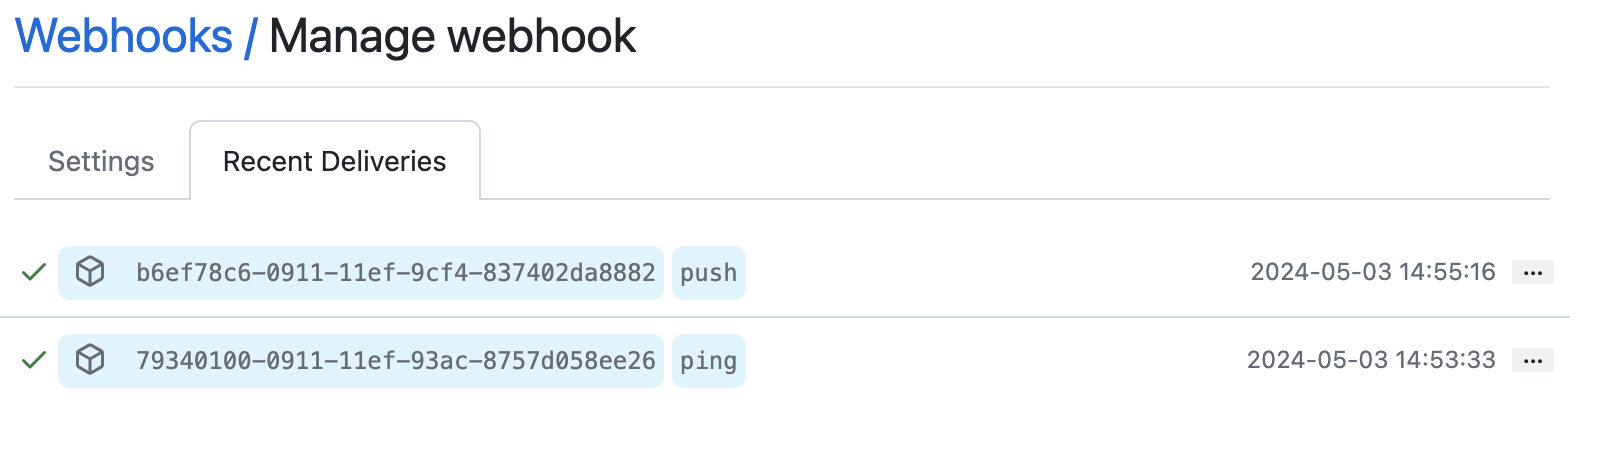 Webhooks / Manage webhook
Settings Recent Deliveries
b6ef78c6-0911-11ef-9cf4-837402da8882 push 2024-05-03 14:55:16 ...
79340100-0911-11ef-93ac-8757d058ee26 ping 2024-05-03 14:53:33 ...